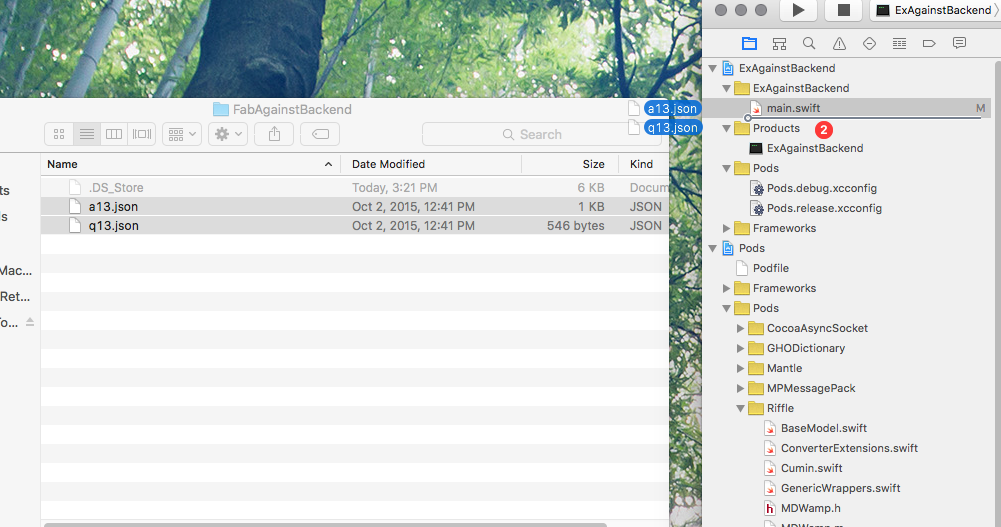 ExAgainstBackend
FabAgainstBackend
Search
Name
Date Modified
Size
Kind
.DS_Store
Today, 3:21 PM
6 KB
Docum
a13.json
Oct 2, 2015, 12:41 PM
1 KB
JSON
q13.json
Oct 2, 2015, 12:41 PM
546 bytes
JSON
ts
ds
Mac...
Ret...
To...
a13.json
q13.json
ExAgainstBackend
ExAgainstBackend
main.swift
M
2
Products
ExAgainstBackend
Pods
Pods.debug.xcconfig
Pods.release.xcconfig
Frameworks
Pods
Podfile
Frameworks
Pods
CocoaAsyncSocket
GHODictionary
Mantle
MPMessagePack
Riffle
BaseModel.swift
ConverterExtensions.swift
Cumin.swift
GenericWrappers.swift
h MDWamp.h
MDWamp.m